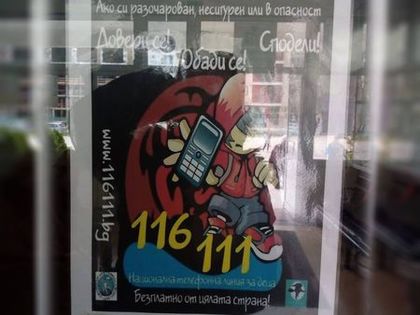 Ако си разочарован, несигурен или в опасност
Довери се!
Обади се!
Сподели!
www.116111.bg
116
111
Национална телефонна линия за деца
Безплатно от цялата страна!